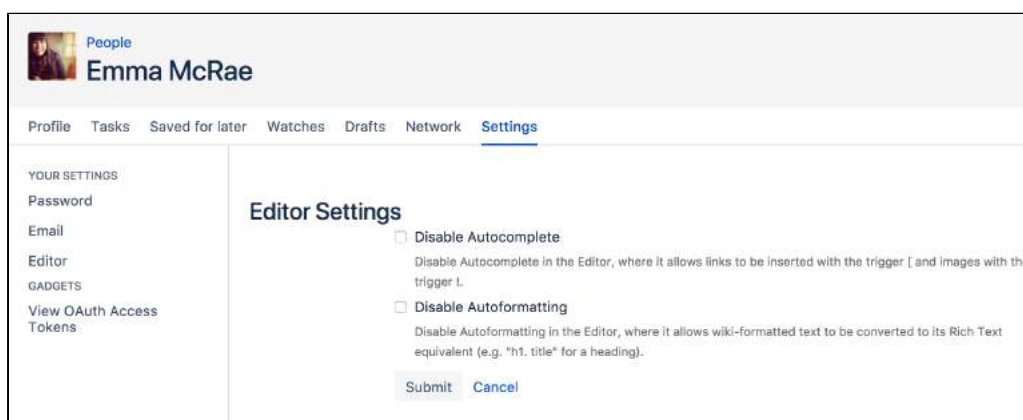 People
Emma McRae
Profile Tasks Saved for later Watches Drafts Network Settings
YOUR SETTINGS
Password
Email
Editor
GADGETS
View OAuth Access
Tokens
Editor Settings
Disable Autocomplete
Disable Autocomplete in the Editor, where it allows links to be inserted with the trigger [ and images with th
trigger !.
Disable Autoformatting
Disable Autoformatting in the Editor, where it allows wiki-formatted text to be converted to its Rich Text
equivalent (e.g. "h1. title" for a heading).
Submit Cancel